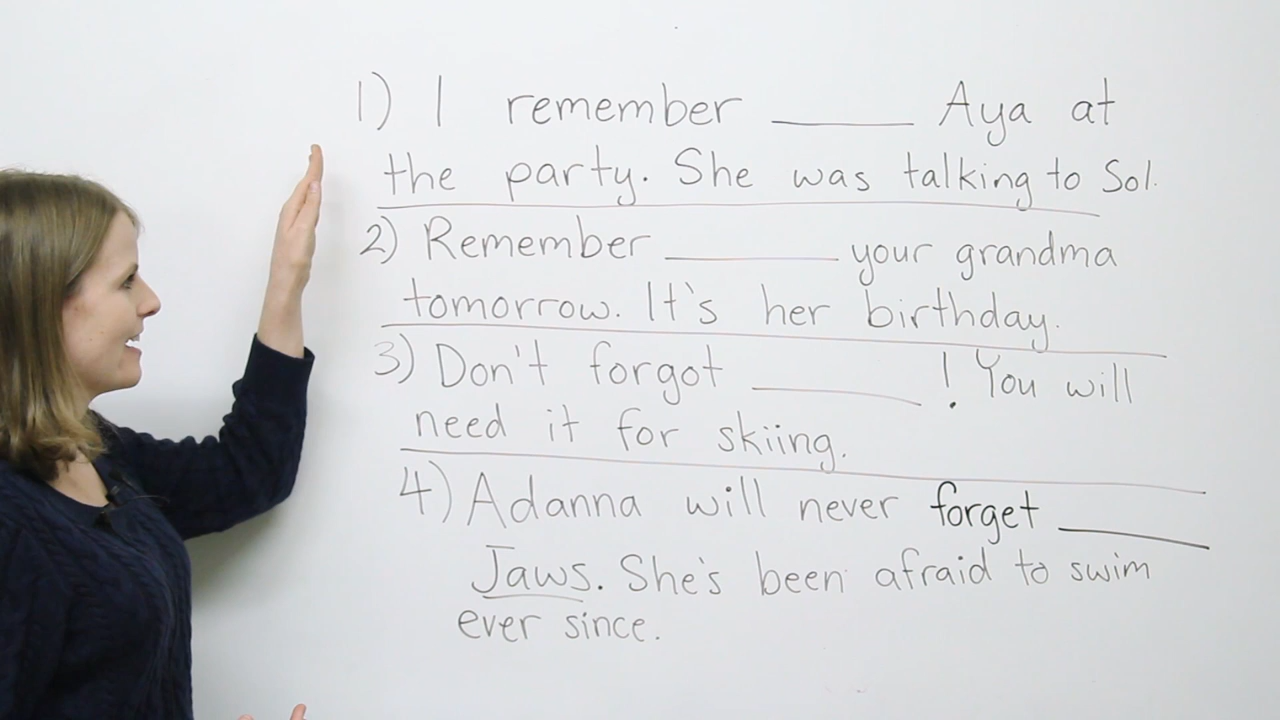 1) I remember _____ Aya at
the party. She was talking to Sol.
2) Remember ______ your grandma
tomorrow. It's her birthday.
3) Don't forgot ______ ! You will
need it for skiing.
4) Adanna will never forget _____
Jaws. She's been afraid to swim
ever since.